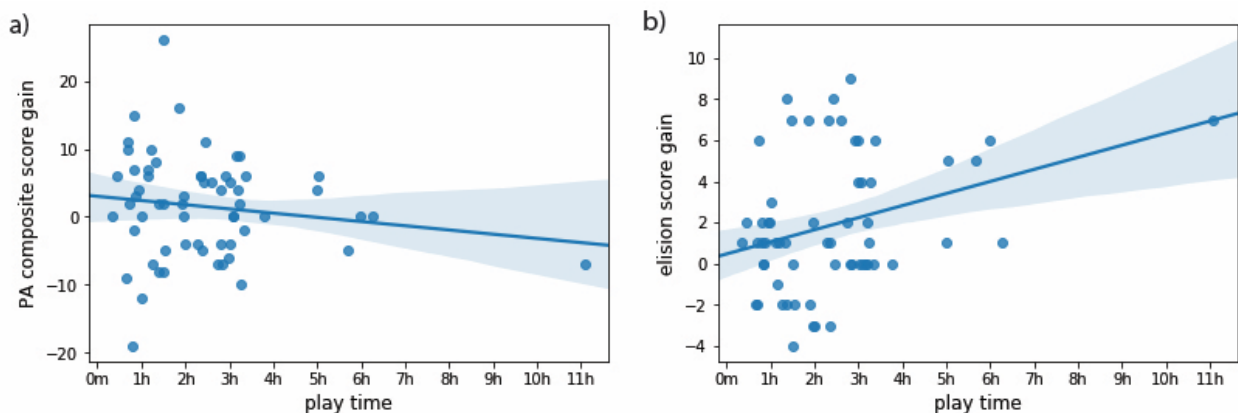 a)
PA composite score gain
20
10
0
−10
−20
0m 1h 2h 3h 4h 5h 6h 7h 8h 9h 10h 11h
play time
b)
elision score gain
10
8
6
4
2
0
−2
−4
0m 1h 2h 3h 4h 5h 6h 7h 8h 9h 10h 11h
play time